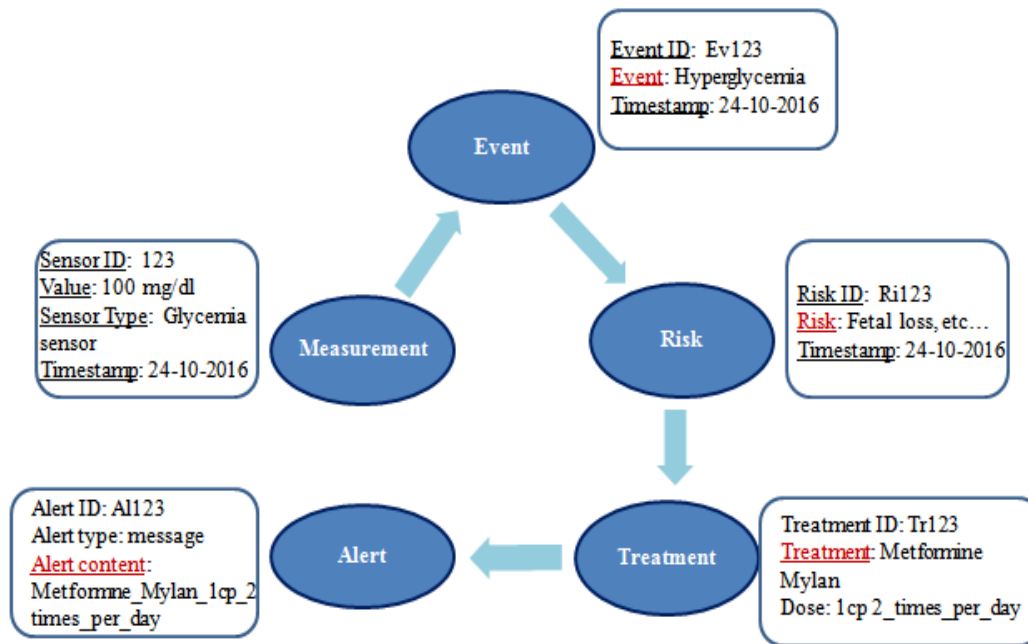 Event ID: Ev123
Event: Hyperglycemia
Timestamp: 24-10-2016
Event
Sensor ID: 123
Value: 100 mg/dl
Sensor Type: Glycemia
sensor
Timestamp: 24-10-2016
Measurement
Risk
Risk ID: Ri123
Risk: Fetal loss, etc...
Timestamp: 24-10-2016
Alert ID: Al123
Alert type: message
Alert content:
Metformine_Mylan_1cp_2
times_per_day
Alert
Treatment
Treatment ID: Tr123
Treatment: Metformine
Mylan
Dose: 1cp 2_times_per_day